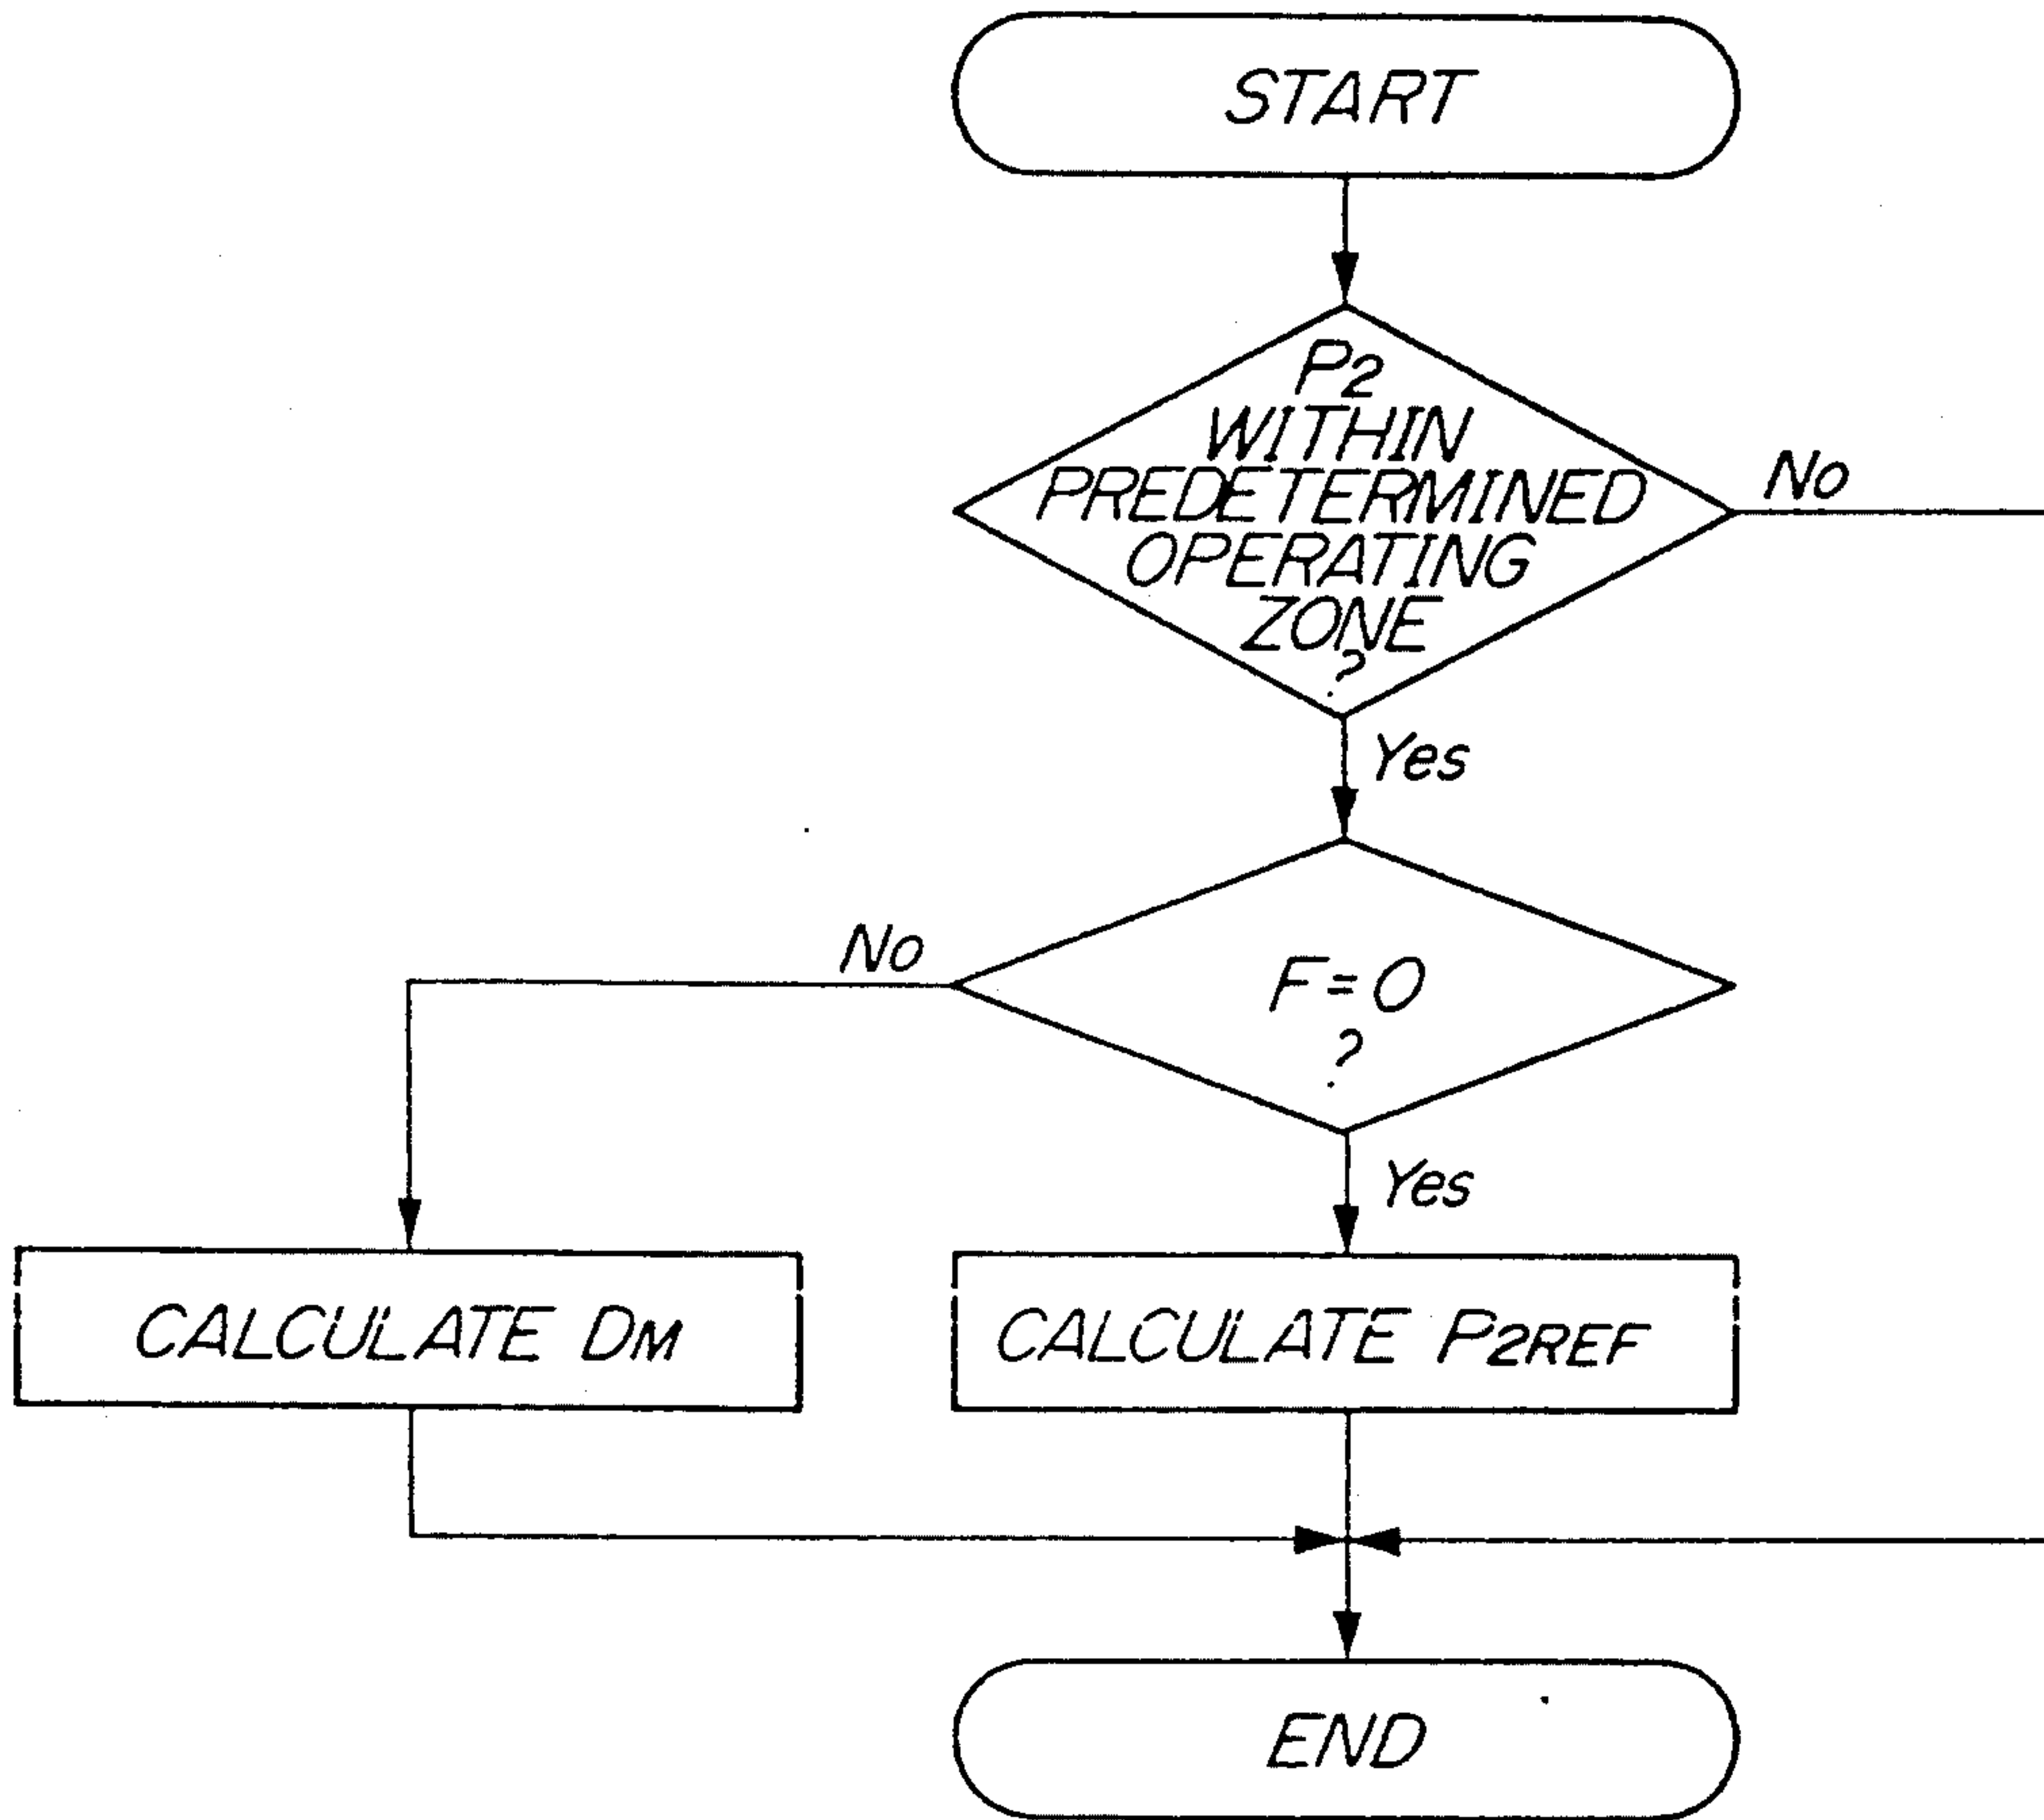 START
P2
WITHIN
PREDETERMINED
OPERATING
ZONE
?
No
Yes
F=0
?
No
Yes
CALCULATE DM
CALCULATE P2REF
END